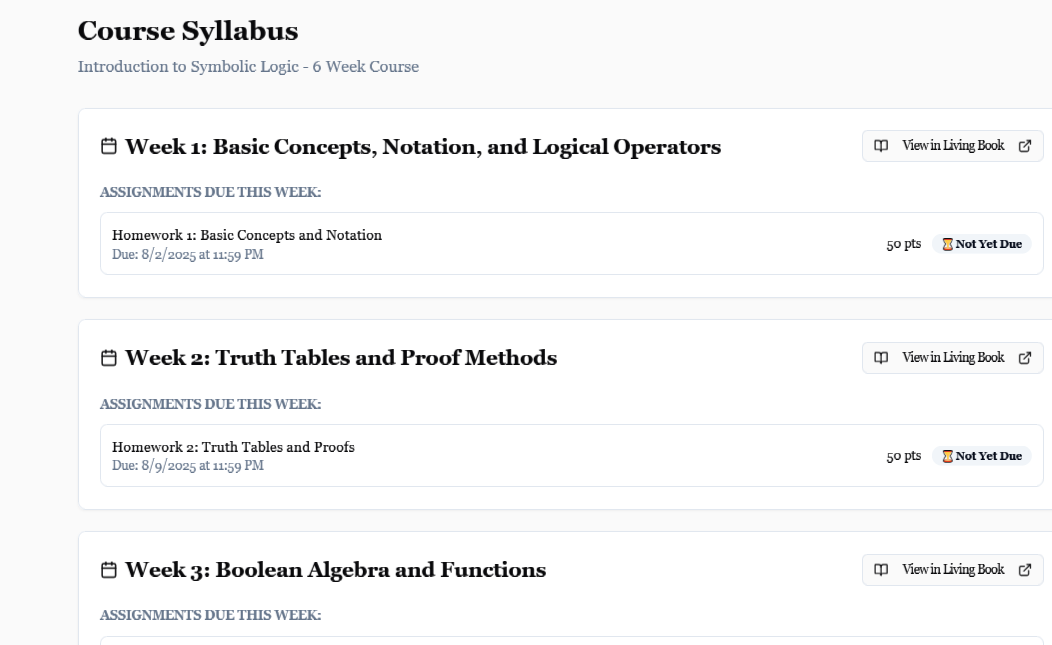 Course Syllabus
Introduction to Symbolic Logic - 6 Week Course
Week 1: Basic Concepts, Notation, and Logical Operators
View in Living Book
ASSIGNMENTS DUE THIS WEEK:
Homework 1: Basic Concepts and Notation
Due: 8/2/2025 at 11:59 PM
50 pts
Not Yet Due
Week 2: Truth Tables and Proof Methods
View in Living Book
ASSIGNMENTS DUE THIS WEEK:
Homework 2: Truth Tables and Proofs
Due: 8/9/2025 at 11:59 PM
50 pts
Not Yet Due
Week 3: Boolean Algebra and Functions
View in Living Book
ASSIGNMENTS DUE THIS WEEK: